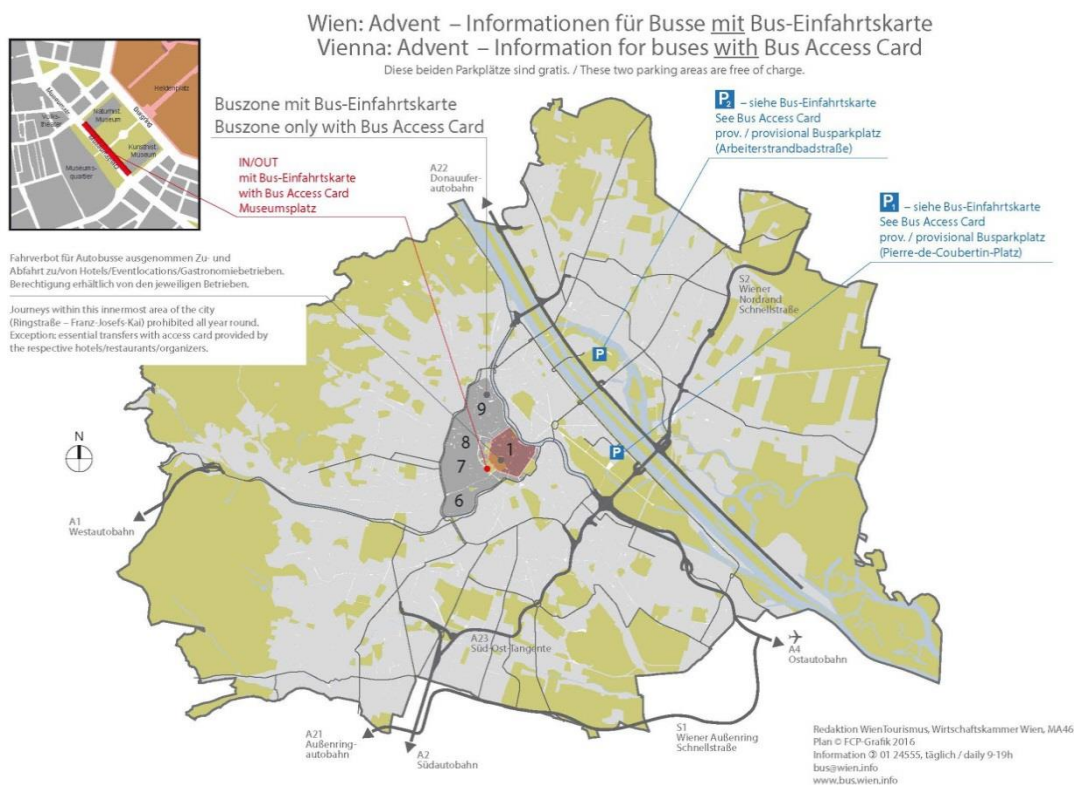 Wien: Advent – Informationen für Busse mit Bus-Einfahrtskarte
Vienna: Advent – Information for buses with Bus Access Card
Diese beiden Parkplätze sind gratis. / These two parking areas are free of charge.
Heldenplatz
Burgring
Naturhist.
Museum
Volks-
theater
Kunsthist.
Museum
Museums-
quartier
Buszone mit Bus-Einfahrtskarte
Buszone only with Bus Access Card
IN/OUT
mit Bus-Einfahrtskarte
with Bus Access Card
Museumsplatz
P2 – siehe Bus-Einfahrtskarte
See Bus Access Card
prov. / provisional Busparkplatz
(Arbeiterstrandbadstraße)
P1 – siehe Bus-Einfahrtskarte
See Bus Access Card
prov. / provisional Busparkplatz
(Pierre-de-Coubertin-Platz)
Fahrverbot für Autobusse ausgenommen Zu- und
Abfahrt zu/von Hotels/Eventlocations/Gastronomiebetrieben.
Berechtigung erhältlich von den jeweiligen Betrieben.
Journeys within this innermost area of the city
(Ringstraße – Franz-Josefs-Kai) prohibited all year round.
Exception: essential transfers with access card provided by
the respective hotels/restaurants/organizers.
A22
Donauufer-
autobahn
S2
Wiener
Nordrand
Schnellstraße
P
P
9
8
1
7
6
N
A1
Westautobahn
A23
Süd-Ost-Tangente
A4
Ostautobahn
A21
Außenring-
autobahn
A2
Südautobahn
S1
Wiener Außenring
Schnellstraße
Redaktion WienTourismus, Wirtschaftskammer Wien, MA46
Plan © FCP-Grafik 2016
Information ✆ 01 24555, täglich / daily 9-19h
bus@wien.info
www.bus.wien.info